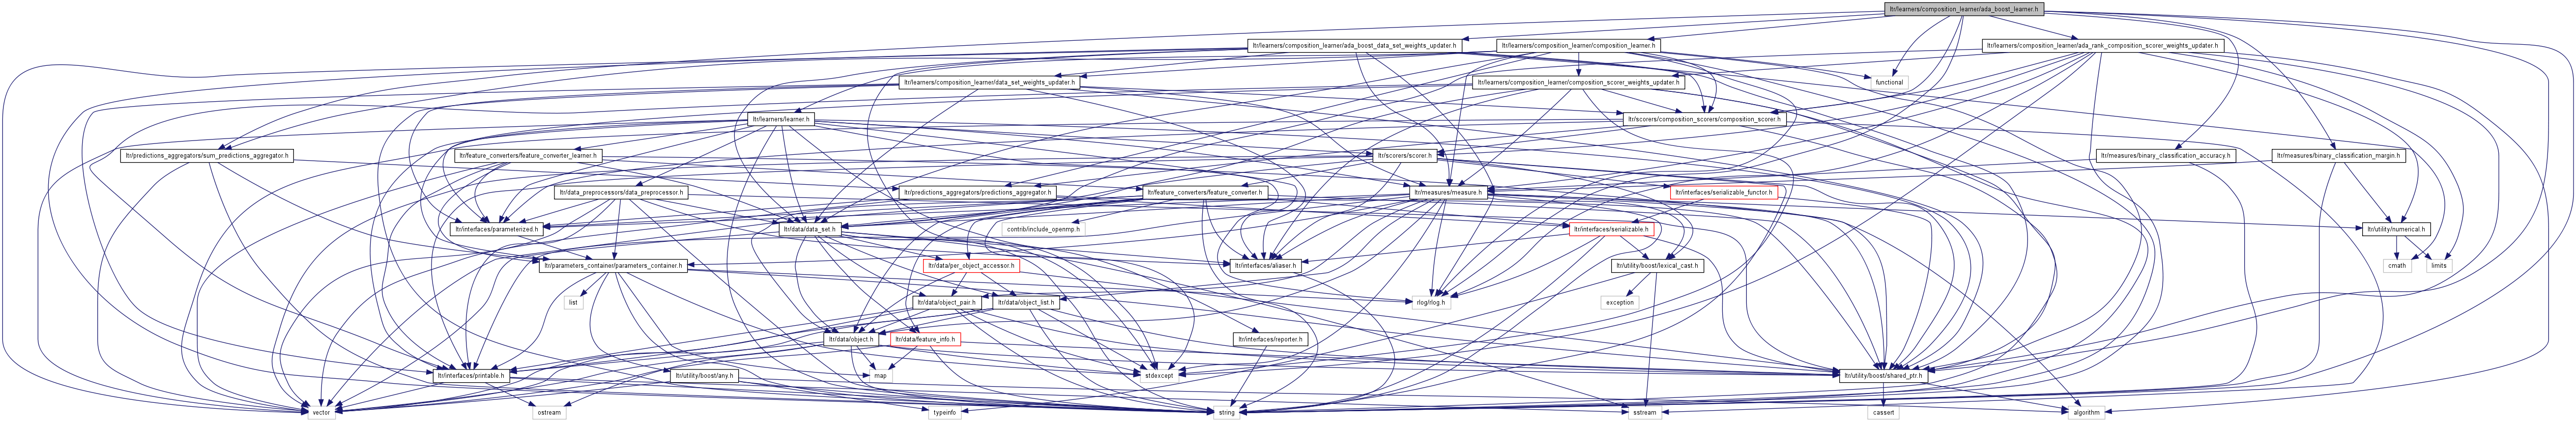 ltr/learners/composition_learner/ada_boost_learner.h
ltr/learners/composition_learner/ada_boost_data_set_weights_updater.h
ltr/learners/composition_learner/composition_learner.h
ltr/learners/composition_learner/ada_rank_composition_scorer_weights_updater.h
ltr/learners/composition_learner/data_set_weights_updater.h
ltr/learners/composition_learner/composition_scorer_weights_updater.h
functional
ltr/learners/learner.h
ltr/scorers/composition_scorers/composition_scorer.h
ltr/predictions_aggregators/sum_predictions_aggregator.h
ltr/feature_converters/feature_converter_learner.h
ltr/scorers/scorer.h
ltr/measures/binary_classification_accuracy.h
ltr/measures/binary_classification_margin.h
ltr/data_preprocessors/data_preprocessor.h
ltr/predictions_aggregators/predictions_aggregator.h
ltr/feature_converters/feature_converter.h
ltr/measures/measure.h
ltr/interfaces/serializable_functor.h
ltr/interfaces/parameterized.h
ltr/data/data_set.h
contrib/include_opennmp.h
ltr/interfaces/serializable.h
ltr/utility/numerical.h
ltr/parameters_container/parameters_container.h
ltr/data/per_object_accessor.h
ltr/interfaces/aliaser.h
ltr/utility/boost/lexical_cast.h
cmath
limits
list
ltr/data/object_pair.h
ltr/data/object_list.h
rlog/rlog.h
exception
ltr/data/object.h
ltr/data/feature_info.h
ltr/interfaces/reporter.h
ltr/interfaces/printable.h
ltr/utility/boost/any.h
map
stdexcept
ltr/utility/boost/shared_ptr.h
vector
ostream
typeinfo
string
sstream
cassert
algorithm